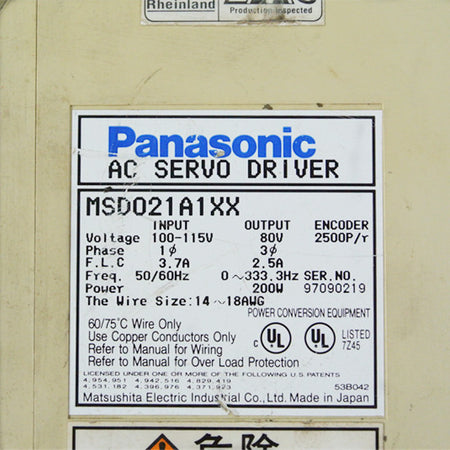 Rheinland
Production inspected
Panasonic
AC SERVO DRIVER
MSD021A1XX
INPUT OUTPUT ENCODER
Voltage 100-115V 80V 2500P/r
Phase 1ϕ 3ϕ
F.L.C 3.7A 2.5A
Freq. 50/60Hz 0~333.3Hz SER.NO.
Power 200W 97090219
The Wire Size:14~18AWG
POWER CONVERSION EQUIPMENT
60/75°C Wire Only
Use Copper Conductors Only
Refer to Manual for Wiring
Refer to Manual for Over Load Protection
C UL UL LISTED
7Z45
LICENSED UNDER ONE OR MORE OF THE FOLLOWING U.S. PATENTS
4.954.951 4.942.516 4.829.419
4.531.182 4.396.976 4.371.923 53B042
Matsushita Electric Industrial Co., Ltd. Made in Japan
危険